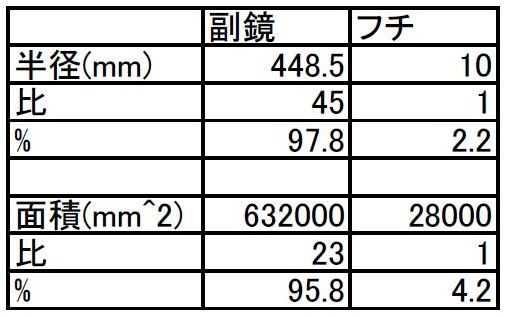 副鏡 フチ
半径(mm) 448.5 10
比 45 1
% 97.8 2.2
面積(mm^2) 632000 28000
比 23 1
% 95.8 4.2